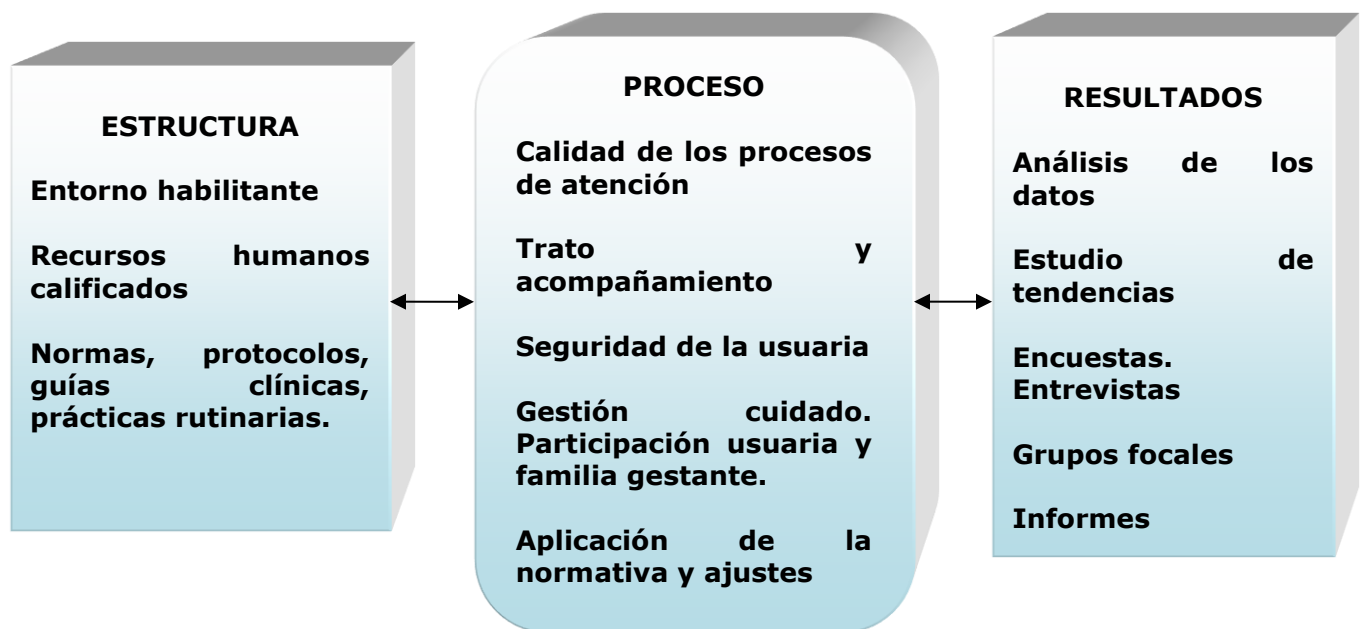 ESTRUCTURA
Entorno habilitante
Recursos humanos
calificados
Normas, protocolos,
guías clínicas,
prácticas rutinarias.
PROCESO
Calidad de los procesos
de atención
Trato y
acompañamiento
Seguridad de la usuaria
Gestión cuidado.
Participación usuaria y
familia gestante.
Aplicación de la
normativa y ajustes
RESULTADOS
Análisis de los
datos
Estudio de
tendencias
Encuestas.
Entrevistas
Grupos focales
Informes